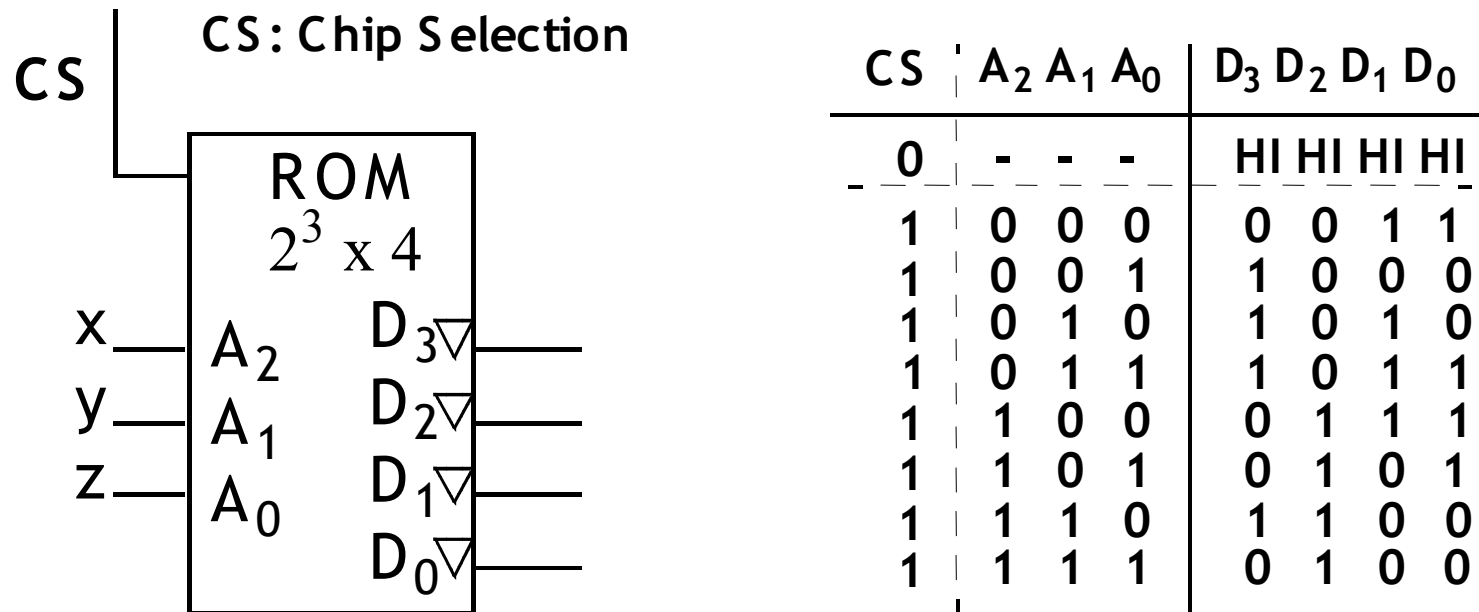 CS: Chip Selection
CS
ROM
2³ x 4
x A₂ D₃
y A₁ D₂
z A₀ D₁
D₀
CS A₂ A₁ A₀ D₃ D₂ D₁ D₀
0 - - - HI HI HI HI
1 0 0 0 0 0 1 1
1 0 0 1 1 0 0 0
1 0 1 0 1 0 1 0
1 0 1 1 1 0 1 1
1 1 0 0 0 1 1 1
1 1 0 1 0 1 0 1
1 1 1 0 1 1 0 0
1 1 1 1 0 1 0 0